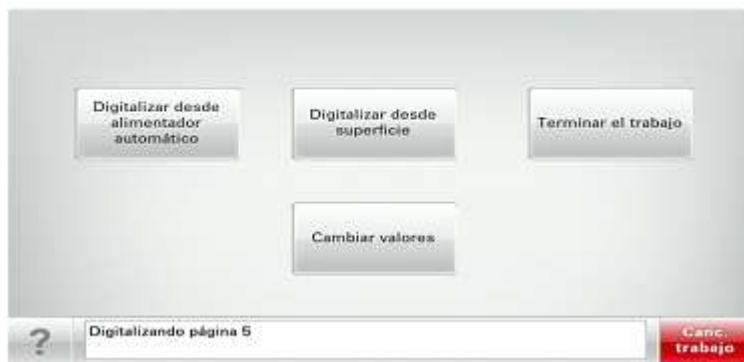 Digitalizar desde
alimentador
automático
Digitalizar desde
superficie
Terminar el trabajo
Cambiar valores
?
Digitalizando página 5
Canc.
trabajo